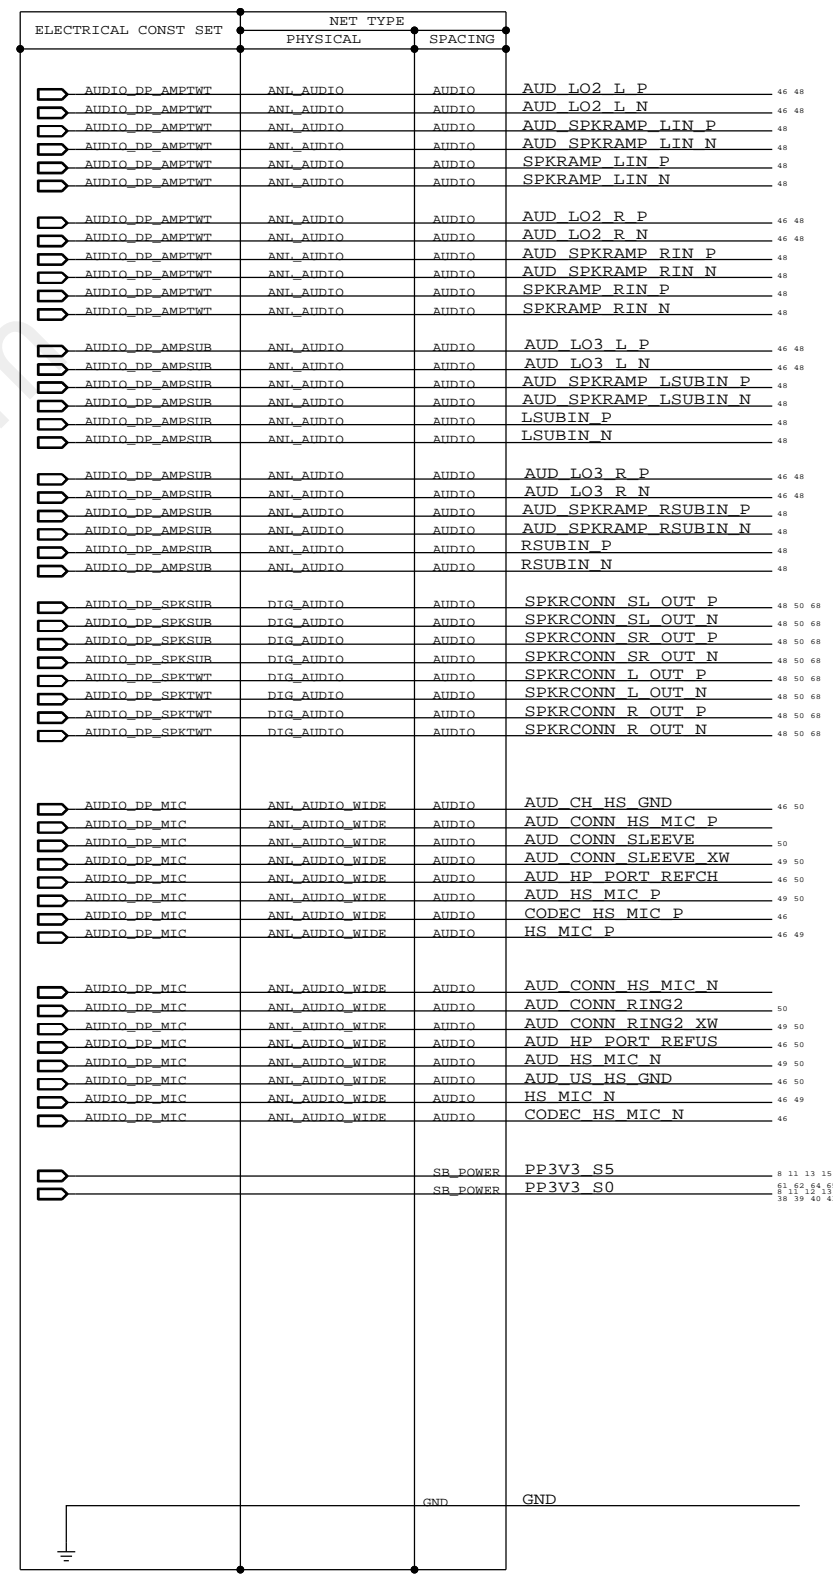 NET TYPE
ELECTRICAL CONST SET
PHYSICAL SPACING
AUDIO_DP_AMPTWT ANL_AUDIO AUDIO AUD_LO2_L_P 46 48
AUDIO_DP_AMPTWT ANL_AUDIO AUDIO AUD_LO2_L_N 46 48
AUDIO_DP_AMPTWT ANL_AUDIO AUDIO AUD_SPKRAMP_LIN_P 48
AUDIO_DP_AMPTWT ANL_AUDIO AUDIO AUD_SPKRAMP_LIN_N 48
AUDIO_DP_AMPTWT ANL_AUDIO AUDIO SPKRAMP_LIN_P 48
AUDIO_DP_AMPTWT ANL_AUDIO AUDIO SPKRAMP_LIN_N 48
AUDIO_DP_AMPTWT ANL_AUDIO AUDIO AUD_LO2_R_P 46 48
AUDIO_DP_AMPTWT ANL_AUDIO AUDIO AUD_LO2_R_N 46 48
AUDIO_DP_AMPTWT ANL_AUDIO AUDIO AUD_SPKRAMP_RIN_P 48
AUDIO_DP_AMPTWT ANL_AUDIO AUDIO AUD_SPKRAMP_RIN_N 48
AUDIO_DP_AMPTWT ANL_AUDIO AUDIO SPKRAMP_RIN_P 48
AUDIO_DP_AMPTWT ANL_AUDIO AUDIO SPKRAMP_RIN_N 48
AUDIO_DP_AMPSUB ANL_AUDIO AUDIO AUD_LO3_L_P 46 48
AUDIO_DP_AMPSUB ANL_AUDIO AUDIO AUD_LO3_L_N 46 48
AUDIO_DP_AMPSUB ANL_AUDIO AUDIO AUD_SPKRAMP_LSUBIN_P 48
AUDIO_DP_AMPSUB ANL_AUDIO AUDIO AUD_SPKRAMP_LSUBIN_N 48
AUDIO_DP_AMPSUB ANL_AUDIO AUDIO LSUBIN_P 48
AUDIO_DP_AMPSUB ANL_AUDIO AUDIO LSUBIN_N 48
AUDIO_DP_AMPSUB ANL_AUDIO AUDIO AUD_LO3_R_P 46 48
AUDIO_DP_AMPSUB ANL_AUDIO AUDIO AUD_LO3_R_N 46 48
AUDIO_DP_AMPSUB ANL_AUDIO AUDIO AUD_SPKRAMP_RSUBIN_P 48
AUDIO_DP_AMPSUB ANL_AUDIO AUDIO AUD_SPKRAMP_RSUBIN_N 48
AUDIO_DP_AMPSUB ANL_AUDIO AUDIO RSUBIN_P 48
AUDIO_DP_AMPSUB ANL_AUDIO AUDIO RSUBIN_N 48
AUDIO_DP_SPKSUB DIG_AUDIO AUDIO SPKRCONN_SL_OUT_P 48 50 68
AUDIO_DP_SPKSUB DIG_AUDIO AUDIO SPKRCONN_SL_OUT_N 48 50 68
AUDIO_DP_SPKSUB DIG_AUDIO AUDIO SPKRCONN_SR_OUT_P 48 50 68
AUDIO_DP_SPKSUB DIG_AUDIO AUDIO SPKRCONN_SR_OUT_N 48 50 68
AUDIO_DP_SPKTWT DIG_AUDIO AUDIO SPKRCONN_L_OUT_P 48 50 68
AUDIO_DP_SPKTWT DIG_AUDIO AUDIO SPKRCONN_L_OUT_N 48 50 68
AUDIO_DP_SPKTWT DIG_AUDIO AUDIO SPKRCONN_R_OUT_P 48 50 68
AUDIO_DP_SPKTWT DIG_AUDIO AUDIO SPKRCONN_R_OUT_N 48 50 68
AUDIO_DP_MIC ANL_AUDIO_WIDE AUDIO AUD_CH_HS_GND 46 50
AUDIO_DP_MIC ANL_AUDIO_WIDE AUDIO AUD_CONN_HS_MIC_P
AUDIO_DP_MIC ANL_AUDIO_WIDE AUDIO AUD_CONN_SLEEVE 50
AUDIO_DP_MIC ANL_AUDIO_WIDE AUDIO AUD_CONN_SLEEVE_XW 49 50
AUDIO_DP_MIC ANL_AUDIO_WIDE AUDIO AUD_HP_PORT_REFCH 46 50
AUDIO_DP_MIC ANL_AUDIO_WIDE AUDIO AUD_HS_MIC_P 49 50
AUDIO_DP_MIC ANL_AUDIO_WIDE AUDIO CODEC_HS_MIC_P 46
AUDIO_DP_MIC ANL_AUDIO_WIDE AUDIO HS_MIC_P 46 49
AUDIO_DP_MIC ANL_AUDIO_WIDE AUDIO AUD_CONN_HS_MIC_N
AUDIO_DP_MIC ANL_AUDIO_WIDE AUDIO AUD_CONN_RING2 50
AUDIO_DP_MIC ANL_AUDIO_WIDE AUDIO AUD_CONN_RING2_XW 49 50
AUDIO_DP_MIC ANL_AUDIO_WIDE AUDIO AUD_HP_PORT_REFUS 46 50
AUDIO_DP_MIC ANL_AUDIO_WIDE AUDIO AUD_HS_MIC_N 49 50
AUDIO_DP_MIC ANL_AUDIO_WIDE AUDIO AUD_US_HS_GND 46 50
AUDIO_DP_MIC ANL_AUDIO_WIDE AUDIO HS_MIC_N 46 49
AUDIO_DP_MIC ANL_AUDIO_WIDE AUDIO CODEC_HS_MIC_N 46
SB_POWER PP3V3_S5 8 11 13 15
61 62 64
SB_POWER PP3V3_S0 8 11 12 13
38 39 40
GND GND